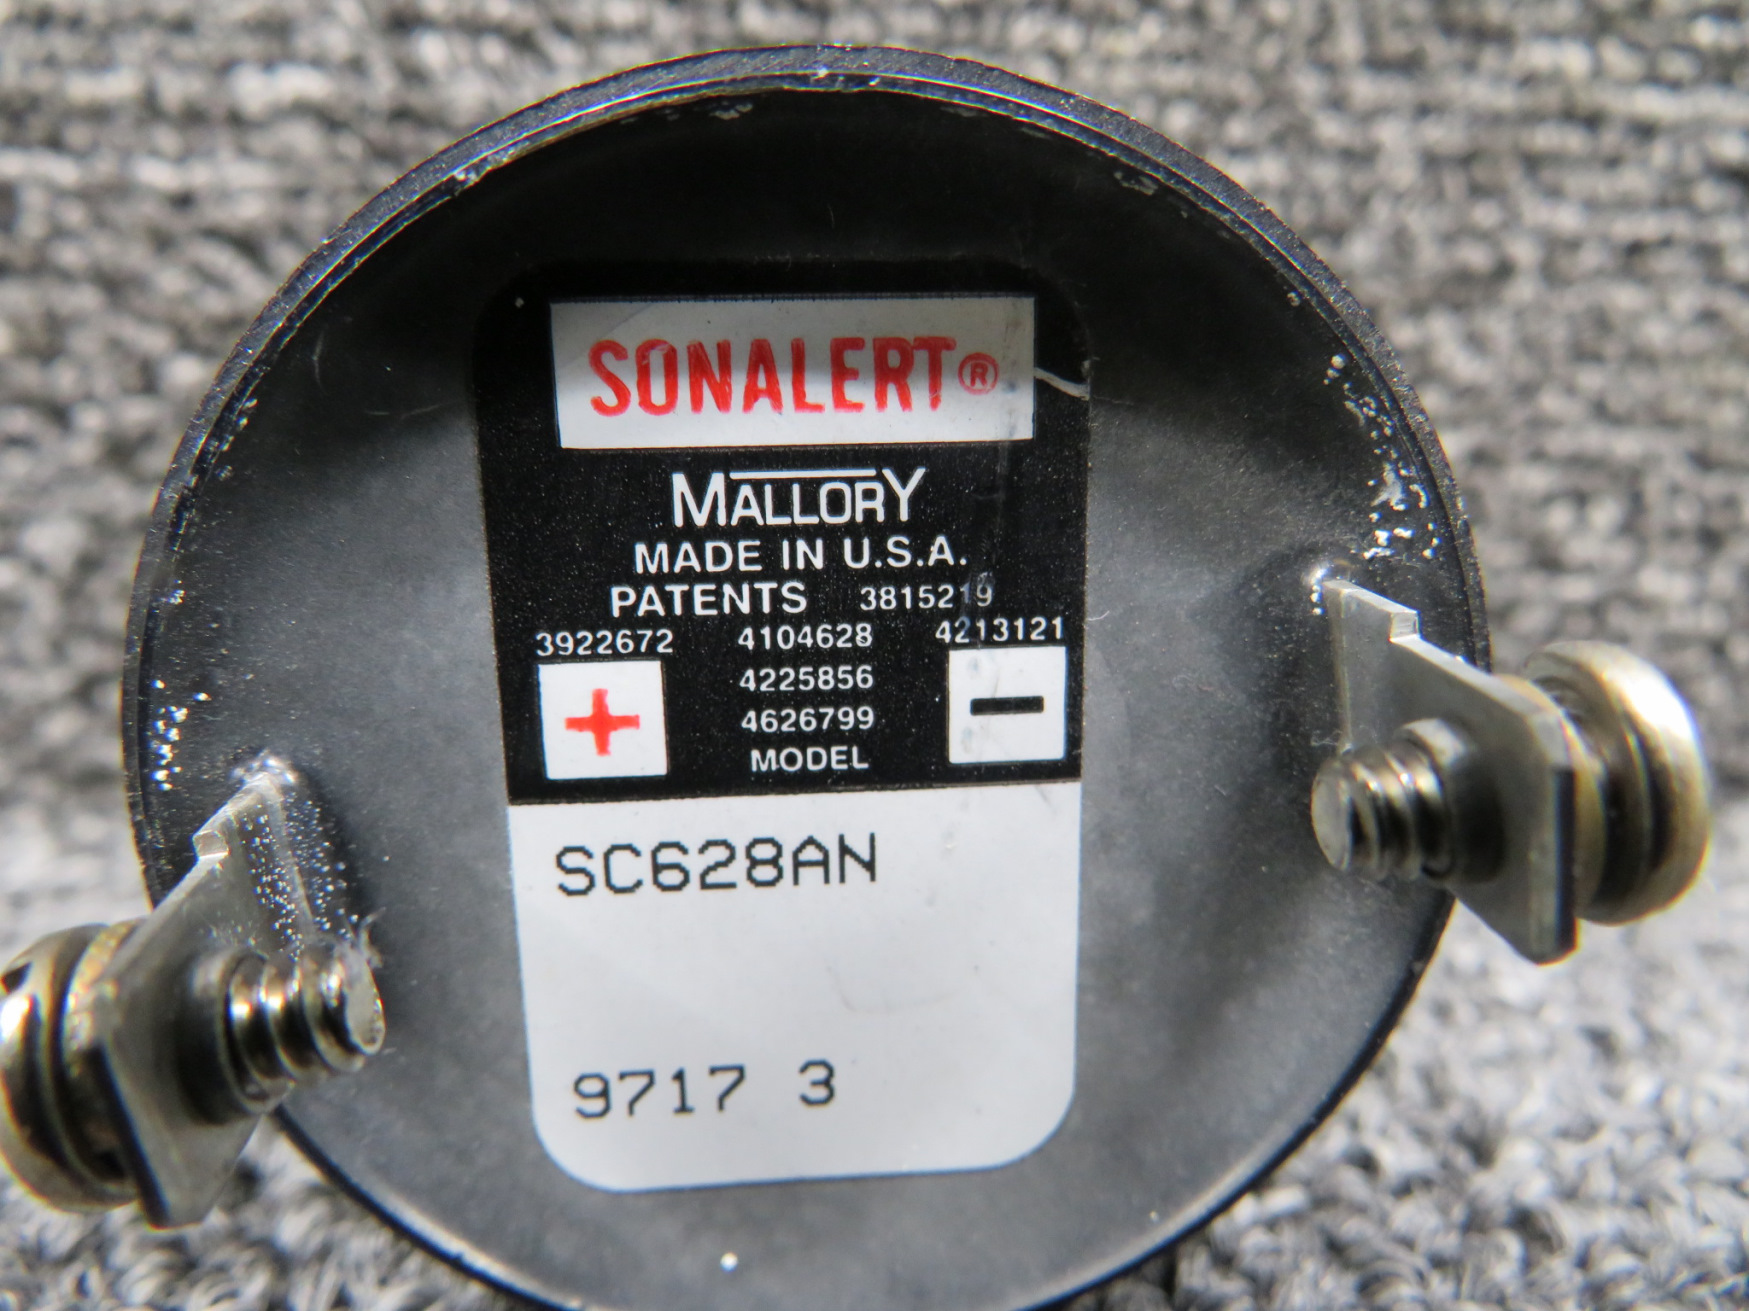 SONALERT®
MALLORY
MADE IN U.S.A.
PATENTS 3815219
3922672 4104628 4213121
+ 4225856 −
4626799
MODEL
SC628AN
9717 3